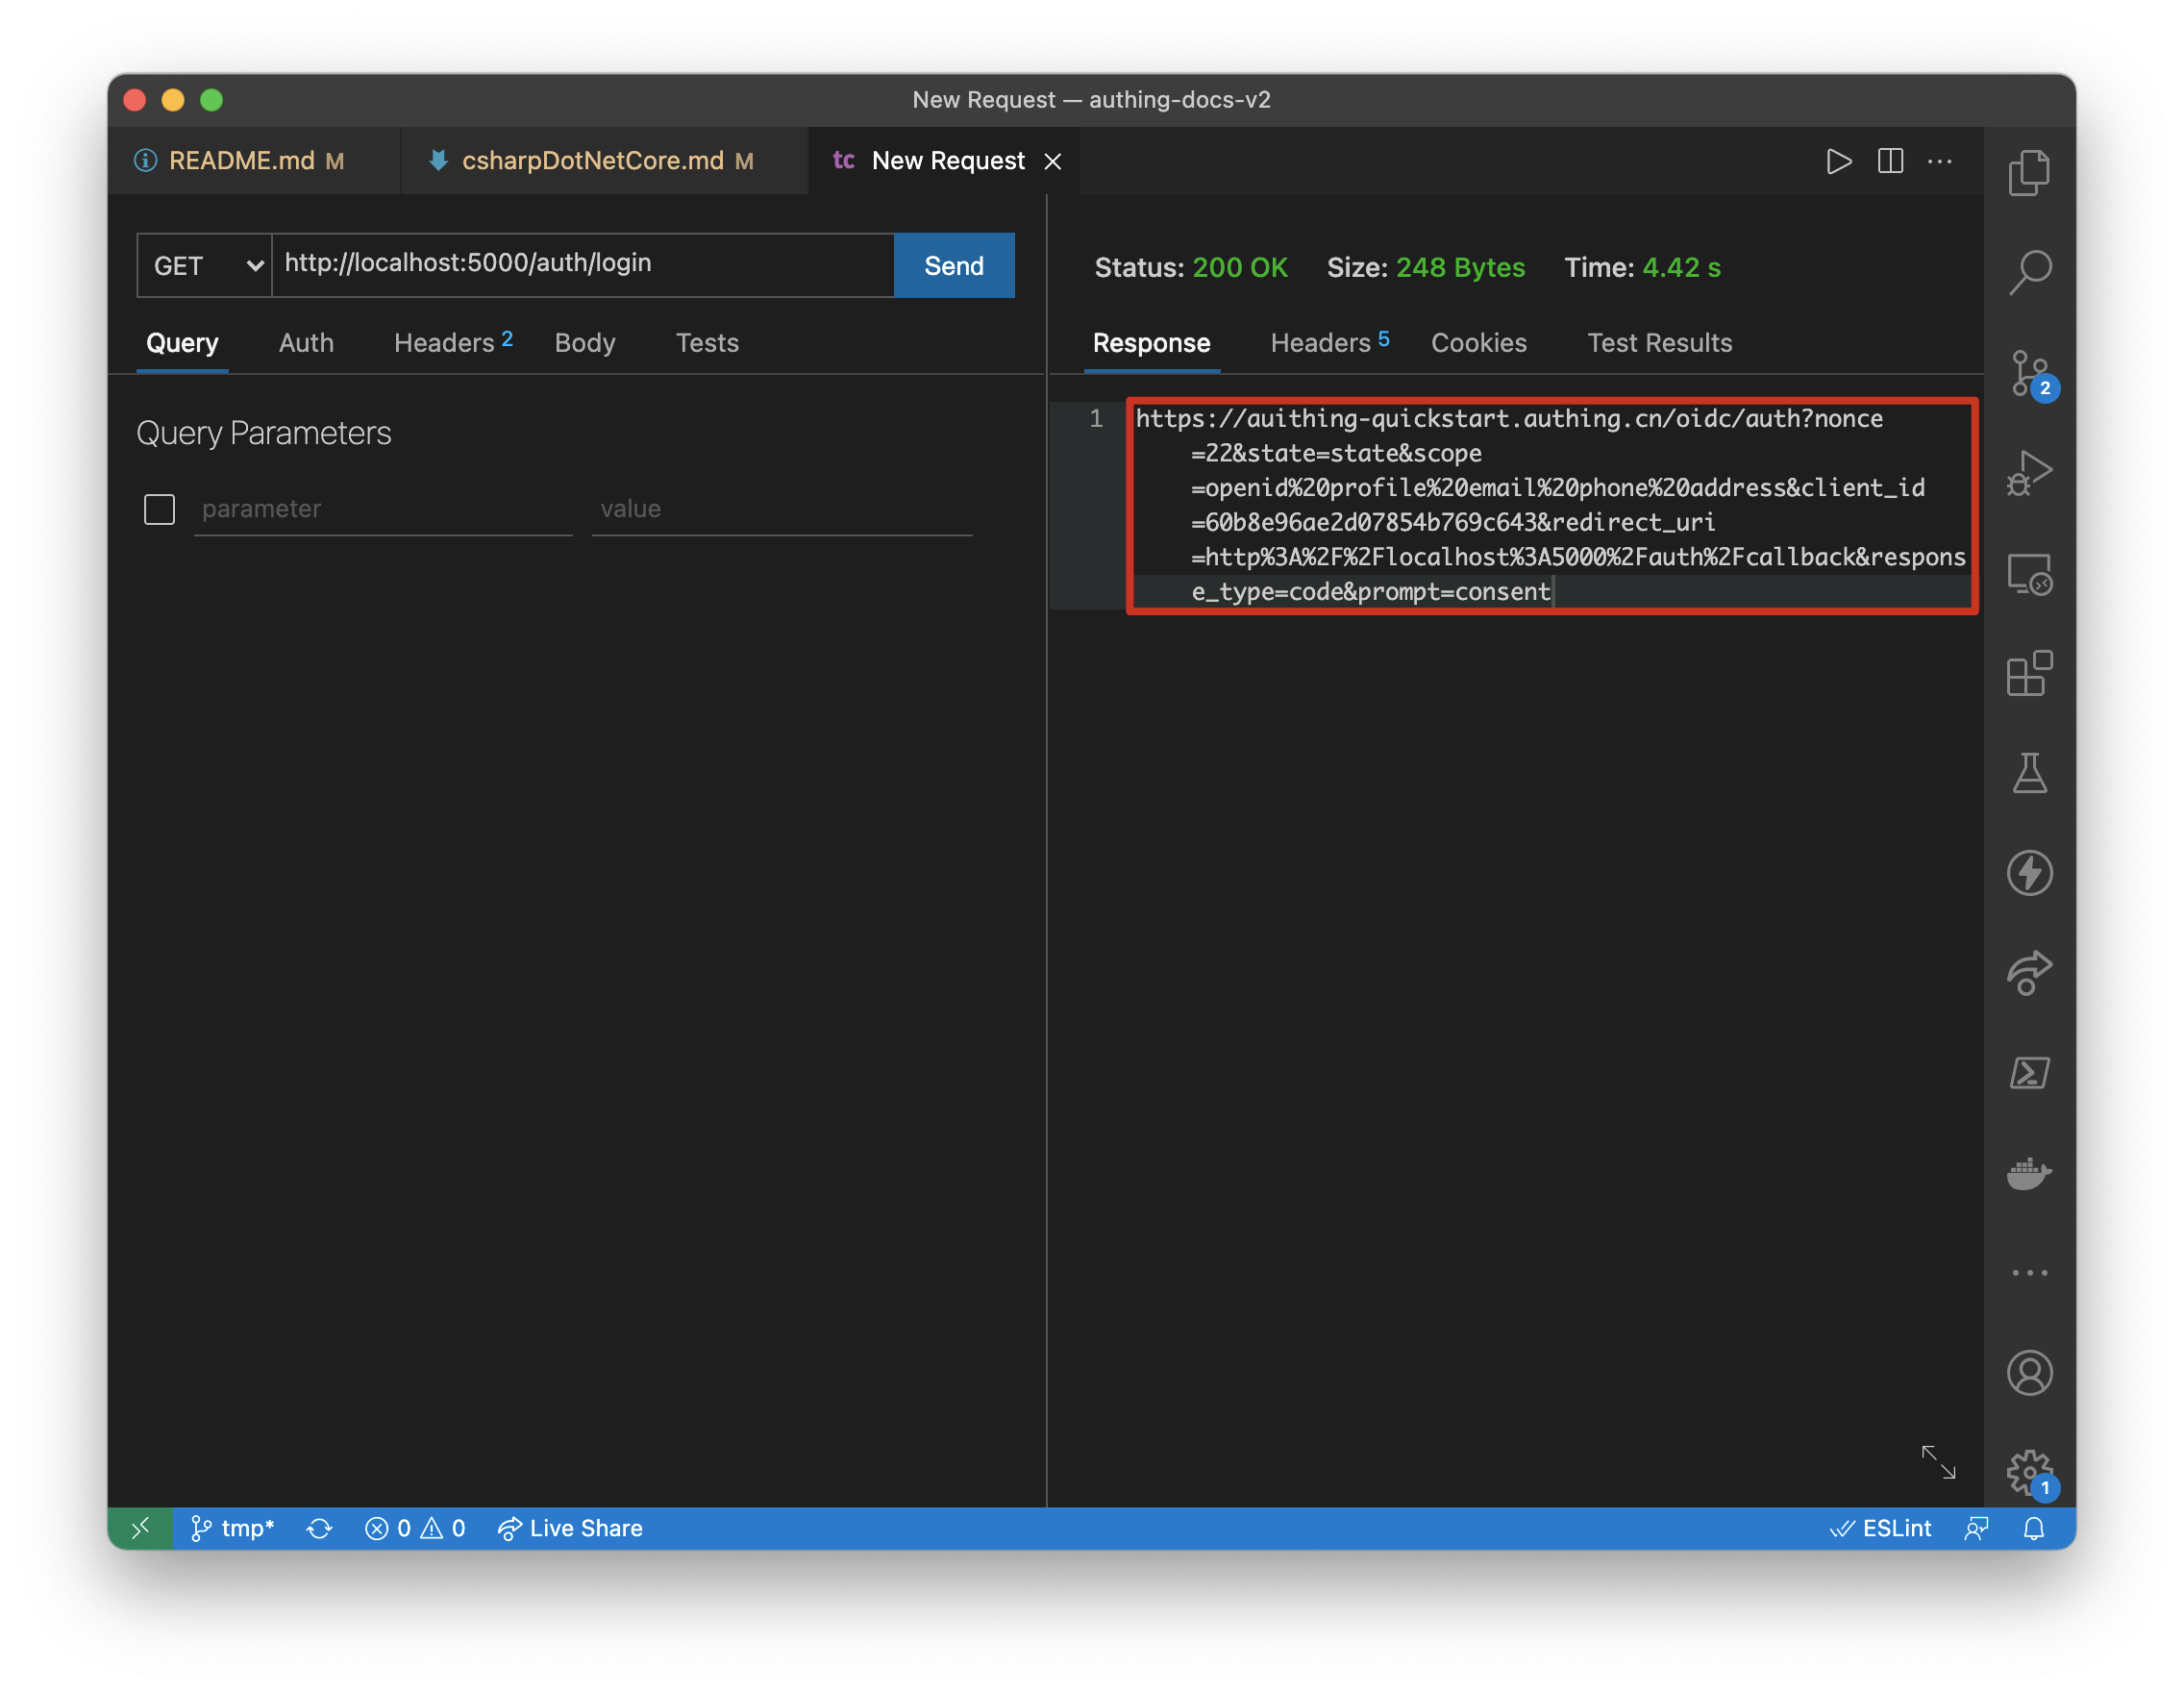 New Request — authing-docs-v2
README.md M
csharpDotNetCore.md M
tc New Request
GET
http://localhost:5000/auth/login
Send
Query
Auth
Headers 2
Body
Tests
Query Parameters
parameter
value
Status: 200 OK
Size: 248 Bytes
Time: 4.42 s
Response
Headers 5
Cookies
Test Results
1
https://auithing-quickstart.authing.cn/oidc/auth?nonce
=22&state=state&scope
=openid%20profile%20email%20phone%20address&client_id
=60b8e96ae2d07854b769c643&redirect_uri
=http%3A%2F%2Flocalhost%3A5000%2Fauth%2Fcallback&respons
e_type=code&prompt=consent
2
1
tmp*
0
0
Live Share
ESLint